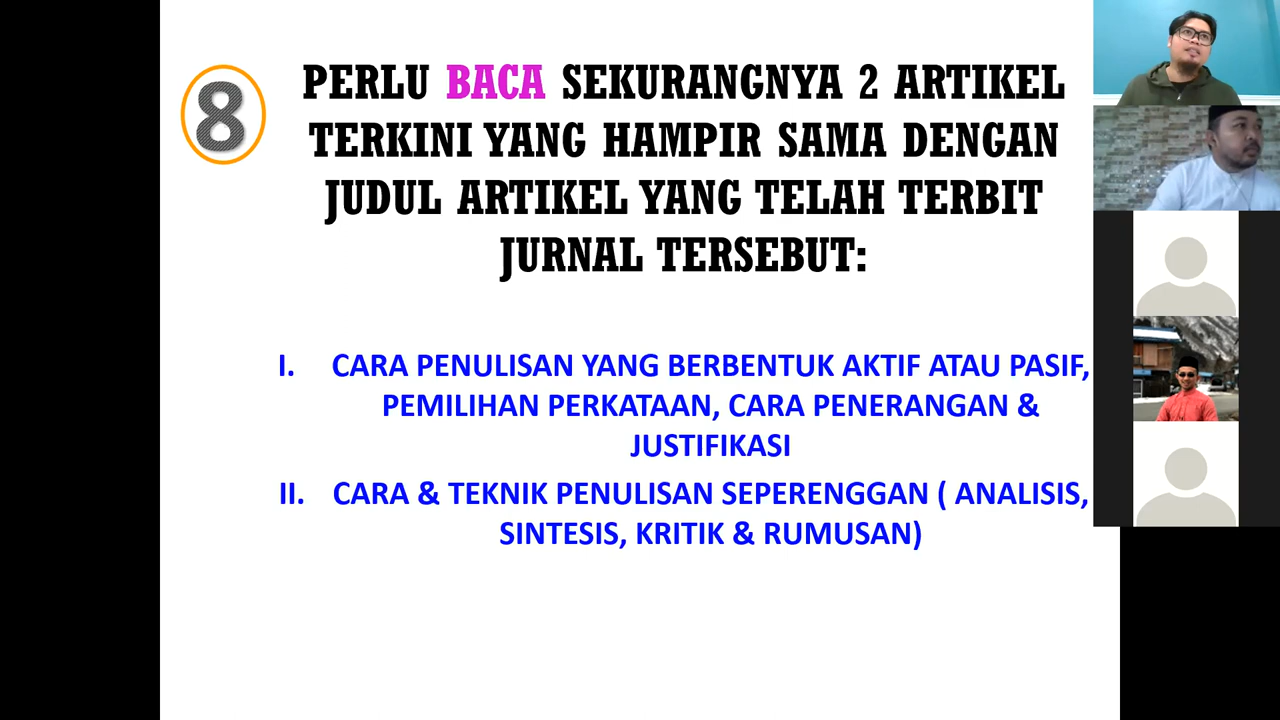 8
PERLU BACA SEKURANGNYA 2 ARTIKEL
TERKINI YANG HAMPIR SAMA DENGAN
JUDUL ARTIKEL YANG TELAH TERBIT
JURNAL TERSEBUT:
I. CARA PENULISAN YANG BERBENTUK AKTIF ATAU PASIF,
PEMILIHAN PERKATAAN, CARA PENERANGAN &
JUSTIFIKASI
II. CARA & TEKNIK PENULISAN SEPERENGGAN ( ANALISIS,
SINTESIS, KRITIK & RUMUSAN)